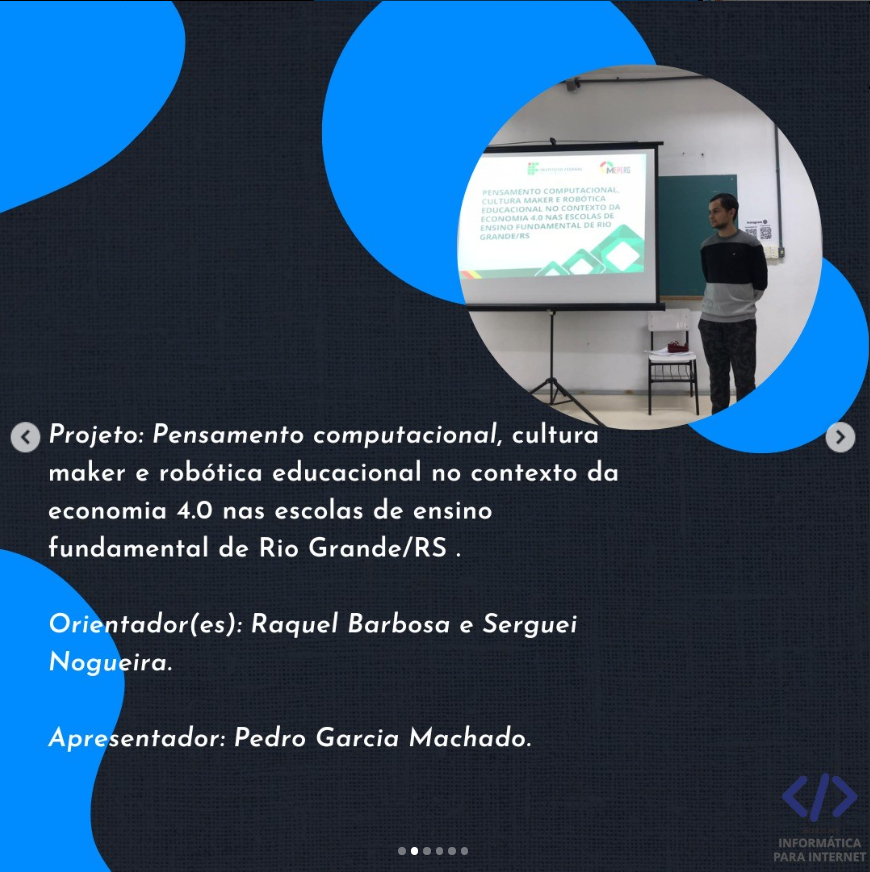 PENSAMENTO COMPUTACIONAL,
CULTURA MAKER E ROBÓTICA
EDUCACIONAL NO CONTEXTO DA
ECONOMIA 4.0 NAS ESCOLAS DE
ENSINO FUNDAMENTAL DE RIO
GRANDE/RS
Projeto: Pensamento computacional, cultura
maker e robótica educacional no contexto da
economia 4.0 nas escolas de ensino
fundamental de Rio Grande/RS .
Orientador(es): Raquel Barbosa e Serguei
Nogueira.
Apresentador: Pedro Garcia Machado.
</> 
INFORMÁTICA
PARA INTERNET